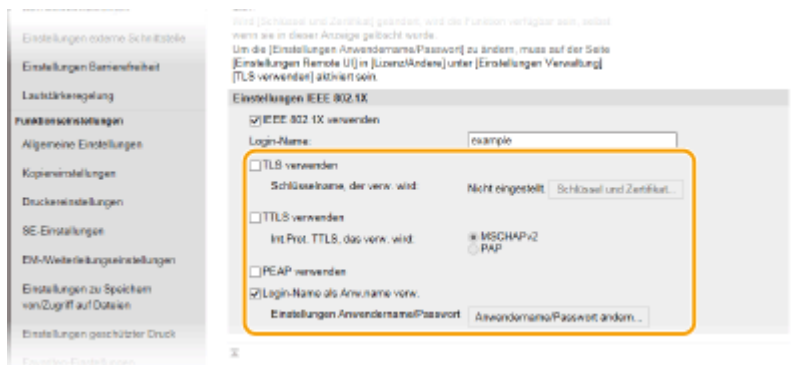 Einstellungen externe Schnittstelle
Einstellungen Barrierefreiheit
Lautstärkeregelung
Funktionseinstellungen
Allgemeine Einstellungen
Kopiereinstellungen
Druckereinstellungen
SE-Einstellungen
EM-/Weiterleitungseinstellungen
Einstellungen zu Speichern
von/Zugriff auf Dateien
Einstellungen geschützter Druck
Wird [Schlüssel und Zertifikat] geändert, wird die Funktion verfügbar sein, selbst
wenn sie in dieser Anzeige gelöscht wurde.
Um die [Einstellungen Anwendername/Passwort] zu ändern, muss auf der Seite
[Einstellungen Remote UI] in [Lizenz/Andere] unter [Einstellungen Verwaltung]
[TLS verwenden] aktiviert sein.
Einstellungen IEEE 802.1X
IEEE 802.1X verwenden
Login-Name: example
TLS verwenden
Schlüsselname, der verw. wird: Nicht eingestellt Schlüssel und Zertifikat...
TTLS verwenden
Int.Prot. TTLS, das verw. wird: MSCHAPv2
PAP
PEAP verwenden
Login-Name als Anw.name verw.
Einstellungen Anwendername/Passwort Anwendername/Passwort ändern...